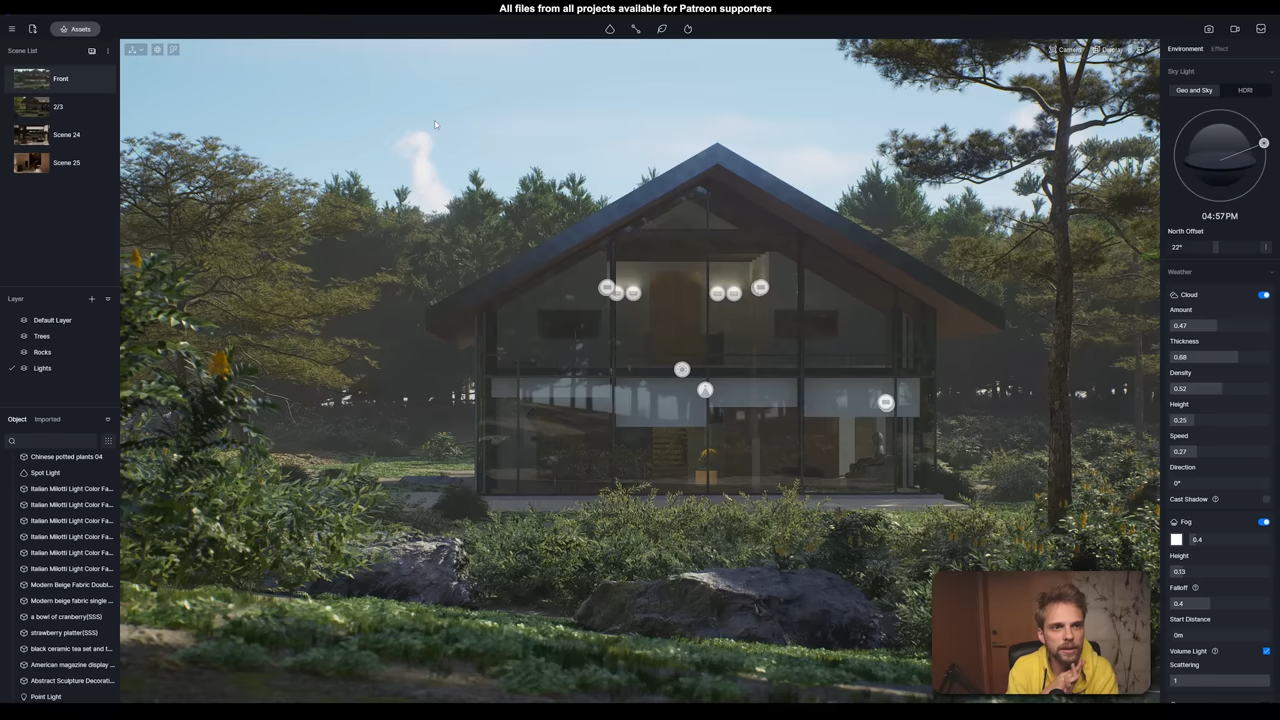 All files from all projects available for Patreon supporters
Assets
Scene List
Front
2/3
Scene 24
Scene 25
Layer
Default Layer
Trees
Rocks
Lights
Object Imported
Chinese potted plants 04
Spot Light
Italian Milotti Light Color Fa...
Italian Milotti Light Color Fa...
Italian Milotti Light Color Fa...
Italian Milotti Light Color Fa...
Italian Milotti Light Color Fa...
Italian Milotti Light Color Fa...
Modern Beige Fabric Doubl...
Modern beige fabric single ...
a bowl of cranberry(SSS)
strawberry platter(SSS)
black ceramic tea set and t...
American magazine display ...
Abstract Sculpture Decorati...
Point Light
Camera Display
Environment Effect
Sky Light
Geo and Sky HDRI
04:57PM
North Offset
22°
Weather
Cloud
Amount
0.47
Thickness
0.68
Density
0.52
Height
0.25
Speed
0.27
Direction
0°
Cast Shadow
Fog
0.4
Height
0.13
Falloff
0.4
Start Distance
0m
Volume Light
Scattering
1